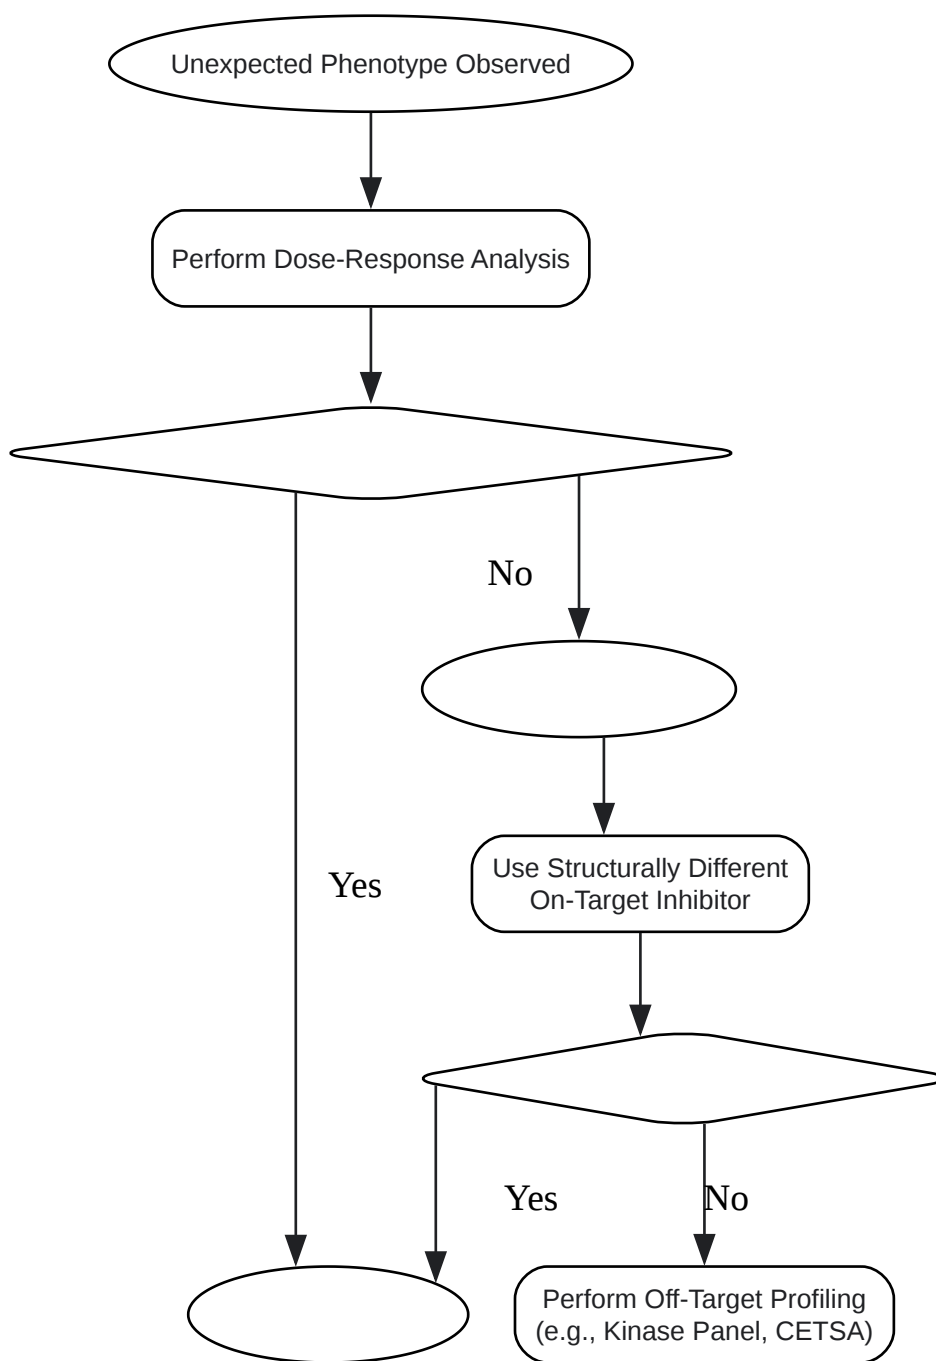 Unexpected Phenotype Observed
Perform Dose-Response Analysis
No
Yes
Use Structurally Different
On-Target Inhibitor
Yes
No
Perform Off-Target Profiling
(e.g., Kinase Panel, CETSA)